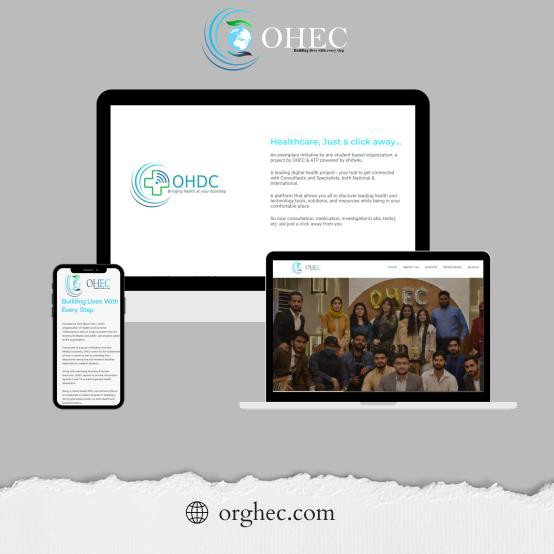 OHEC
Building lives with every step
Healthcare, Just a click away...
An exemplary initiative by any student-based organization, a
project by OHEC & ATP powered by shifa4u.
A leading digital health project-- your hub to get connected
with Consultants and Specialists, both National &
International.
A platform that allows you all to discover leading health and
technology tools, solutions, and resources while being in your
comfortable place
So now consultation, medication, investigation(Labs, tests),
etc, are just a click away from you
OHDC
Bringing health at your doorstep
OHEC
Building Lives With
Every Step
OHEC
HOME ABOUT US EVENTS RESOURCES
OHEC
orghec.com